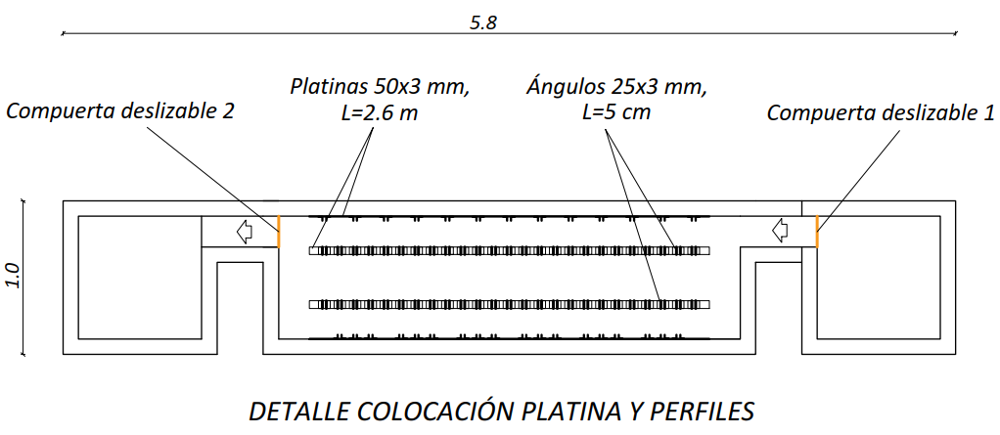 5.8
Platinas 50x3 mm,
L=2.6 m
Ángulos 25x3 mm,
L=5 cm
Compuerta deslizable 2
Compuerta deslizable 1
1.0
DETALLE COLOCACIÓN PLATINA Y PERFILES